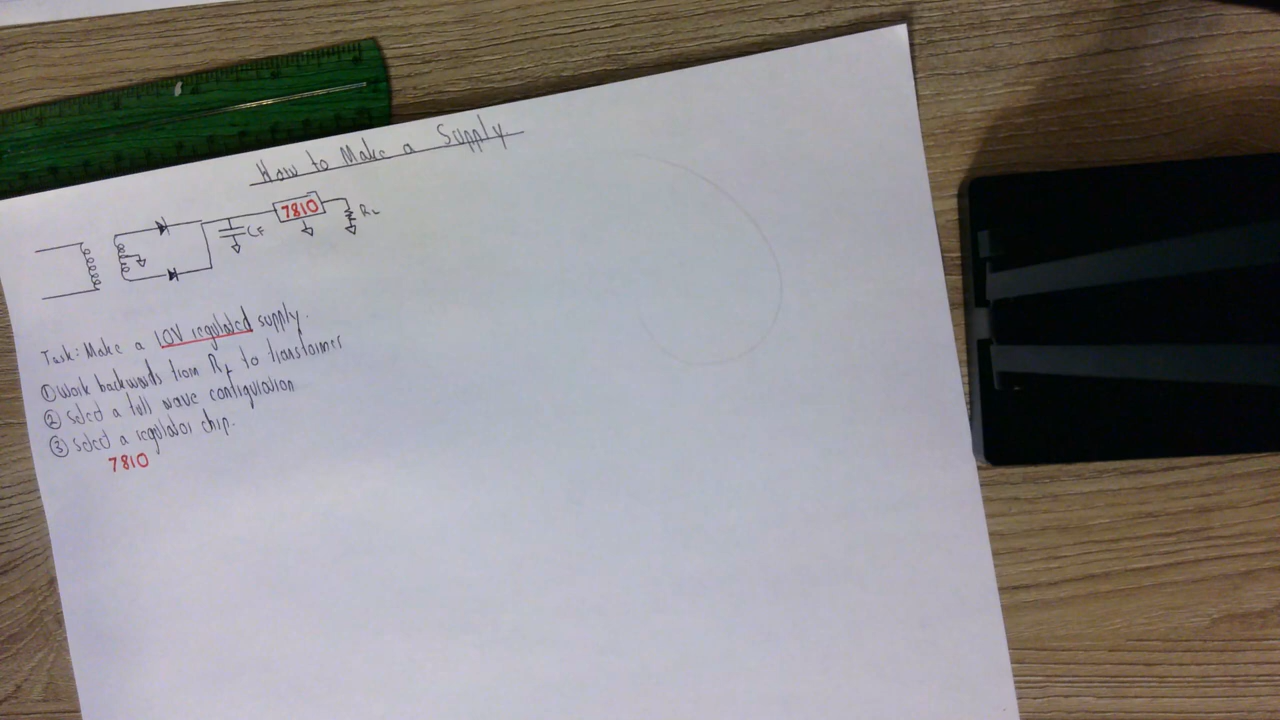 How to Make a Supply
7810
CF
RL
Task: Make a 10V regulated supply.
① Work backwards from RL to transformer
② Select a full wave configuration
③ Select a regulator chip.
7810